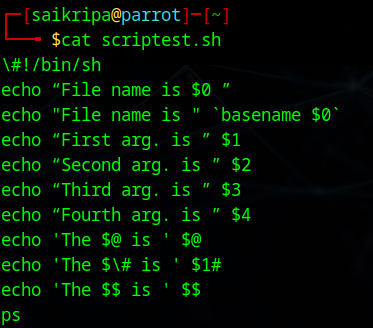 ┌─[saikripa@parrot]─[~]
└──╼ $cat scriptest.sh
\#!/bin/sh
echo “File name is $0 ”
echo "File name is " `basename $0`
echo “First arg. is ” $1
echo “Second arg. is ” $2
echo “Third arg. is ” $3
echo “Fourth arg. is ” $4
echo 'The $@ is ' $@
echo 'The $\# is ' $1#
echo 'The $$ is ' $$
ps